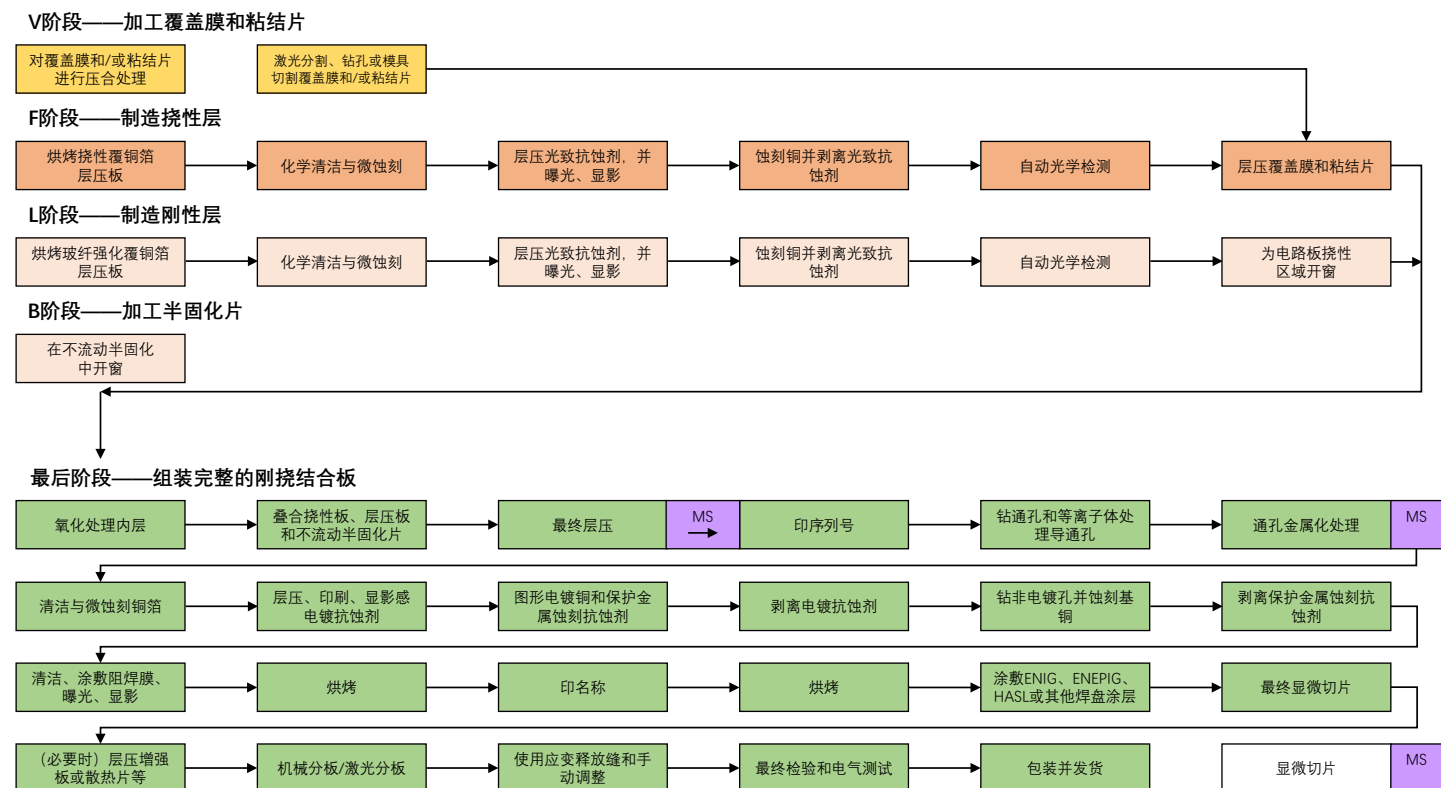 V阶段——加工覆盖膜和粘结片
对覆盖膜和/或粘结片
进行压合处理
激光分割、钻孔或模具
切割覆盖膜和/或粘结片
F阶段——制造挠性层
烘烤挠性覆铜箔
层压板
化学清洁与微蚀刻
层压光致抗蚀剂，并
曝光、显影
蚀刻铜并剥离光致抗
蚀剂
自动光学检测
层压覆盖膜和粘结片
L阶段——制造刚性层
烘烤玻纤强化覆铜箔
层压板
化学清洁与微蚀刻
层压光致抗蚀剂，并
曝光、显影
蚀刻铜并剥离光致抗
蚀剂
自动光学检测
为电路板挠性
区域开窗
B阶段——加工半固化片
在不流动半固化
中开窗
最后阶段——组装完整的刚挠结合板
氧化处理内层
叠合挠性板、层压板
和不流动半固化片
最终层压
MS
印序列号
钻通孔和等离子体处
理导通孔
通孔金属化处理
MS
清洁与微蚀刻铜箔
层压、印刷、显影感
电镀抗蚀剂
图形电镀铜和保护金
属蚀刻抗蚀剂
剥离电镀抗蚀剂
钻非电镀孔并蚀刻基
铜
剥离保护金属蚀刻抗
蚀剂
清洁、涂敷阻焊膜、
曝光、显影
烘烤
印名称
烘烤
涂敷ENIG、ENEPIG、
HASL或其他焊盘涂层
最终显微切片
（必要时）层压增强
板或散热片等
机械分板/激光分板
使用应变释放缝和手
动调整
最终检验和电气测试
包装并发货
显微切片
MS